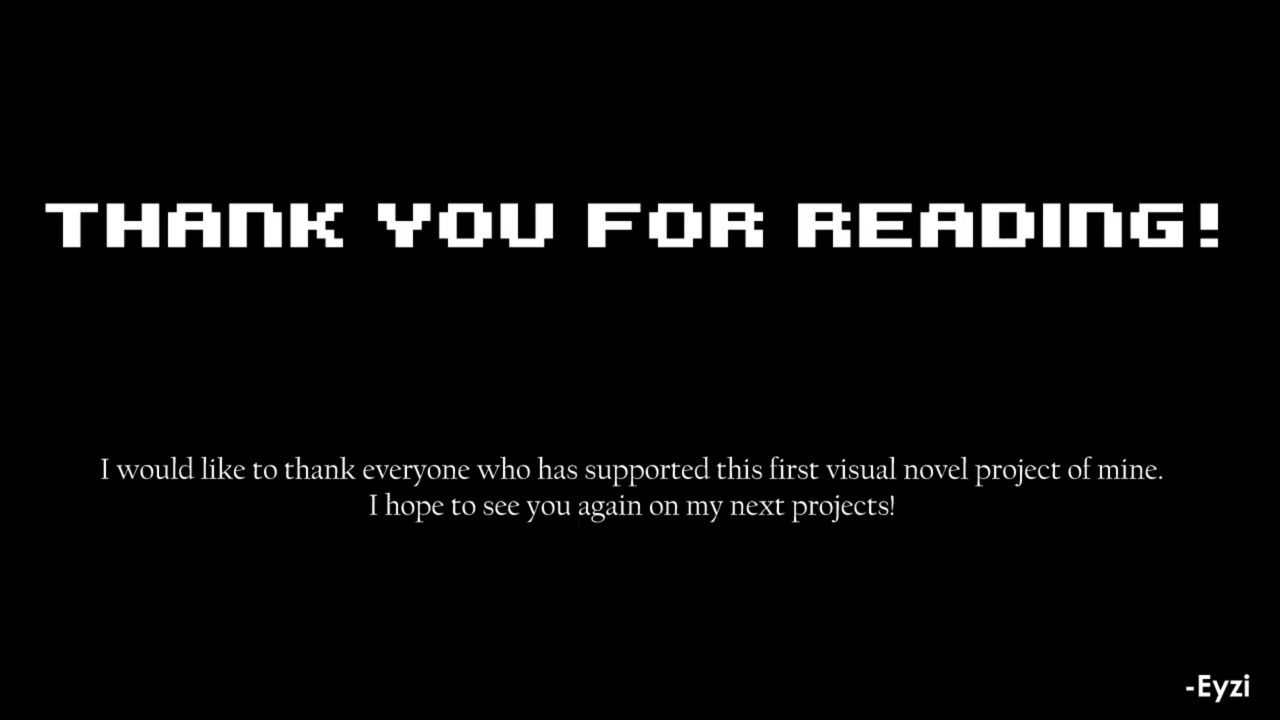 THANK YOU FOR READING!
I would like to thank everyone who has supported this first visual novel project of mine.
I hope to see you again on my next projects!
-Eyzi